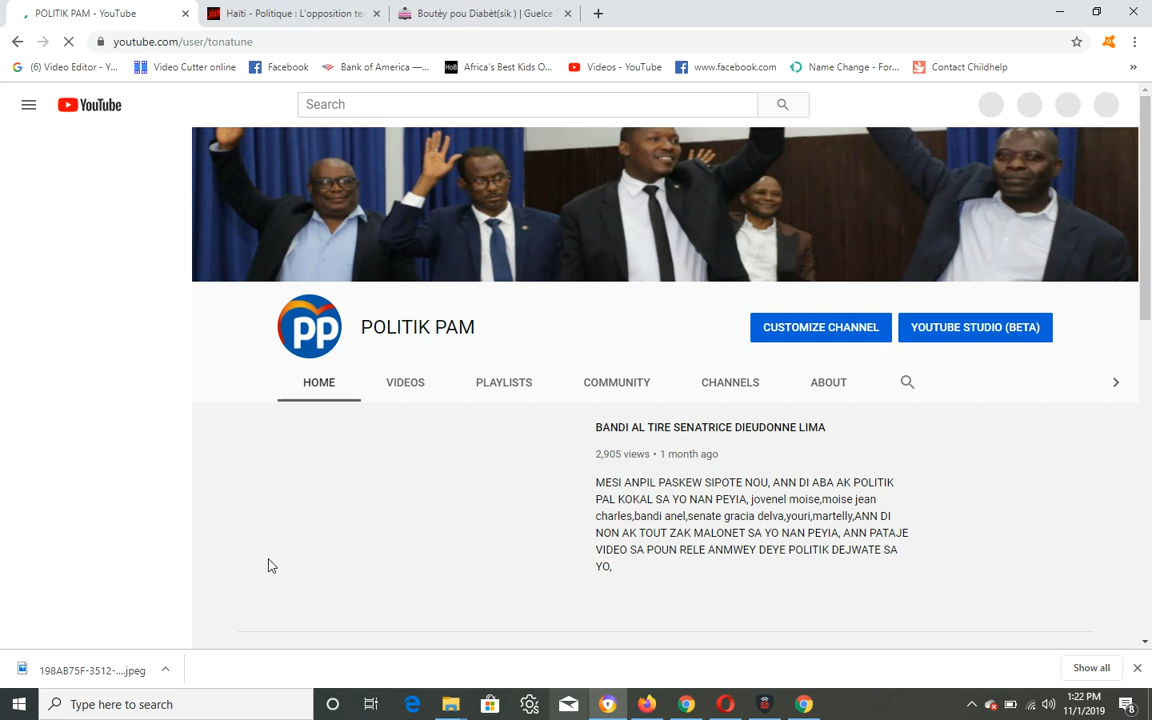 POLITIK PAM - YouTube
Haïti - Politique : L'opposition te
Boutèy pou Diabèt(sik ) | Guelce
youtube.com/user/tonatune
(6) Video Editor - Y...
Video Cutter online
Facebook
Bank of America —...
HoB
Africa's Best Kids O...
Videos - YouTube
www.facebook.com
Name Change - For...
Contact Childhelp
YouTube
Search
PP
POLITIK PAM
CUSTOMIZE CHANNEL
YOUTUBE STUDIO (BETA)
HOME
VIDEOS
PLAYLISTS
COMMUNITY
CHANNELS
ABOUT
BANDI AL TIRE SENATRICE DIEUDONNE LIMA
2,905 views • 1 month ago
MESI ANPIL PASKEW SIPOTE NOU, ANN DI ABA AK POLITIK
PAL KOKAL SA YO NAN PEYIA, jovenel moise,moise jean
charles,bandi anel,senate gracia delva,youri,martelly,ANN DI
NON AK TOUT ZAK MALONET SA YO NAN PEYIA, ANN PATAJE
VIDEO SA POUN RELE ANMWEY DEYE POLITIK DEJWATE SA
YO,
198AB75F-3512-....jpeg
Show all
Type here to search
1:22 PM
11/1/2019
8